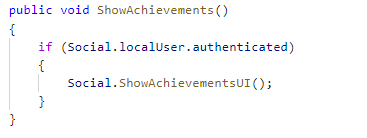 public void ShowAchievements()
{
    if (Social.localUser.authenticated)
    {
        Social.ShowAchievementsUI();
    }
}